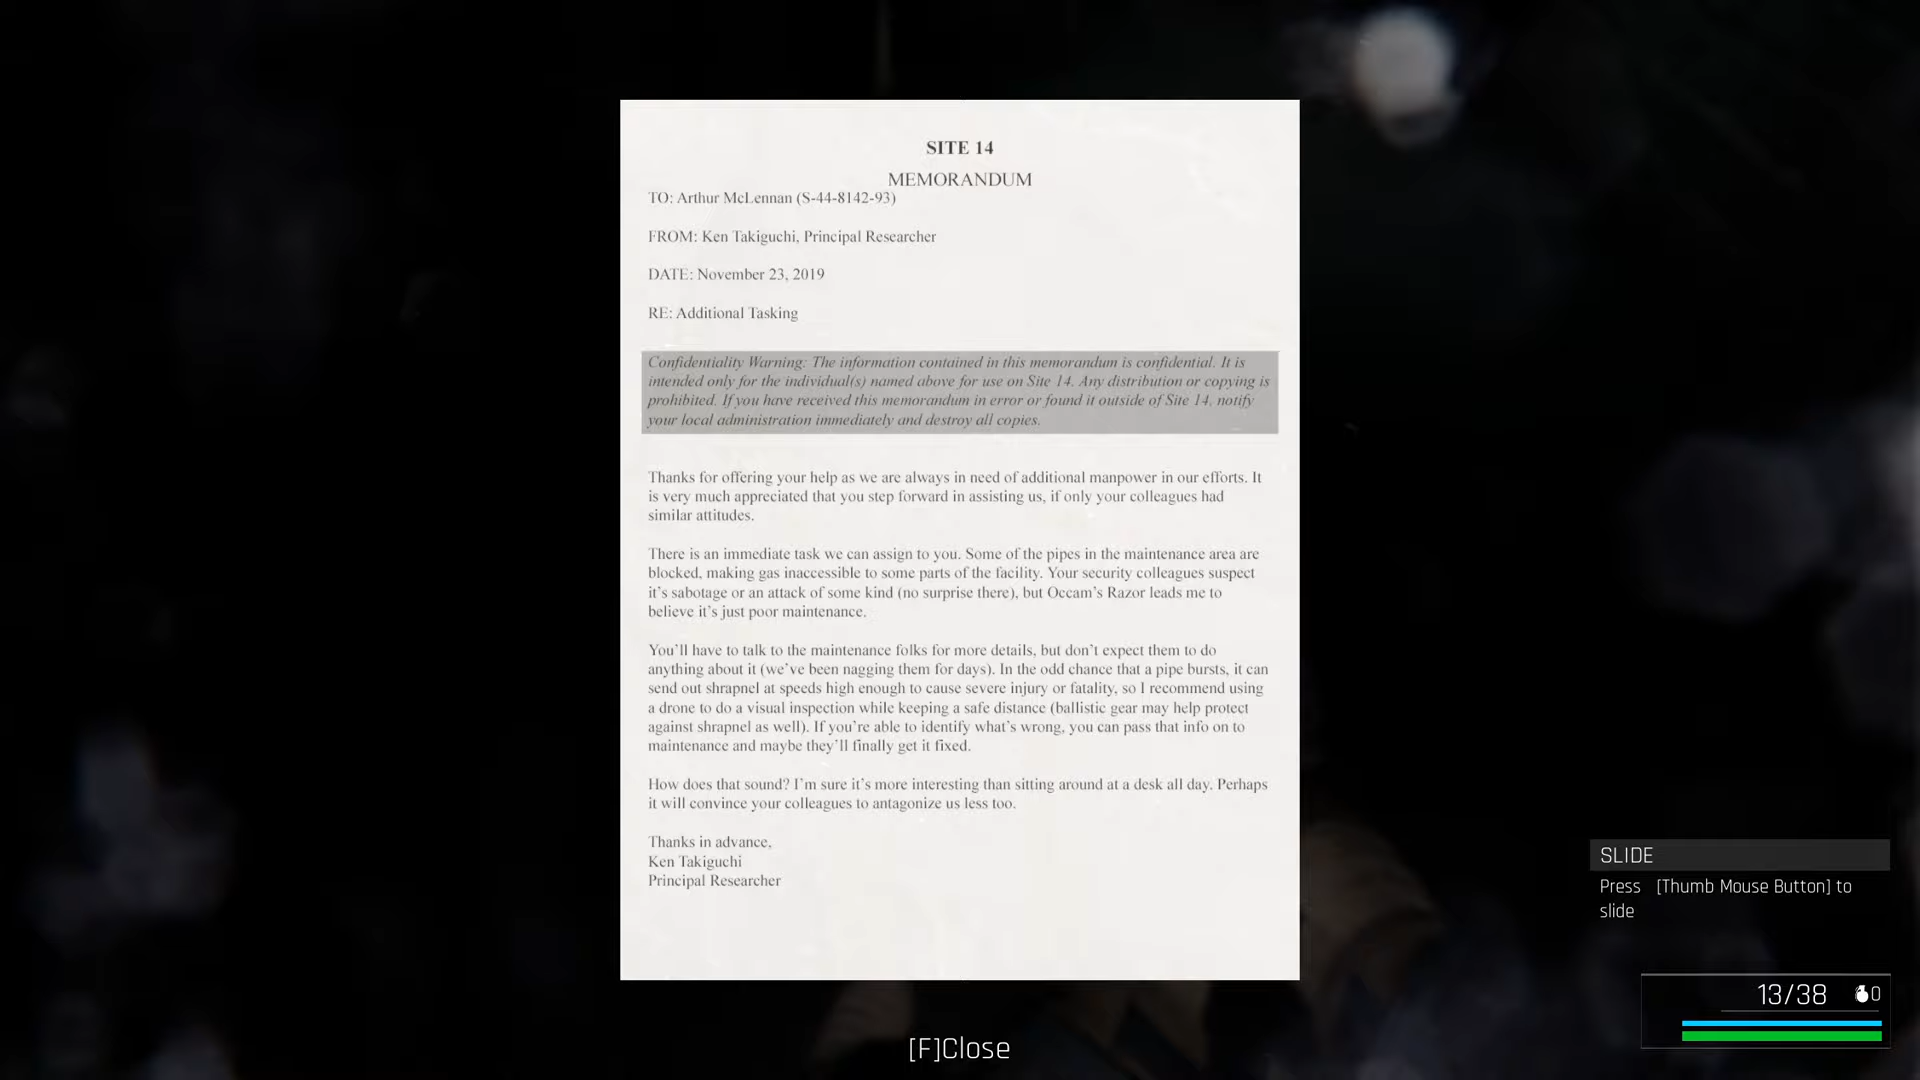 SITE 14
MEMORANDUM
TO: Arthur McLennan (S-44-8142-93)
FROM: Ken Takiguchi, Principal Researcher
DATE: November 23, 2019
RE: Additional Tasking
Confidentiality Warning: The information contained in this memorandum is confidential. It is
intended only for the individual(s) named above for use on Site 14. Any distribution or copying is
prohibited. If you have received this memorandum in error or found it outside of Site 14, notify
your local administration immediately and destroy all copies.
Thanks for offering your help as we are always in need of additional manpower in our efforts. It
is very much appreciated that you step forward in assisting us, if only your colleagues had
similar attitudes.
There is an immediate task we can assign to you. Some of the pipes in the maintenance area are
blocked, making gas inaccessible to some parts of the facility. Your security colleagues suspect
it’s sabotage or an attack of some kind (no surprise there), but Occam’s Razor leads me to
believe it’s just poor maintenance.
You’ll have to talk to the maintenance folks for more details, but don’t expect them to do
anything about it (we’ve been nagging them for days). In the odd chance that a pipe bursts, it can
send out shrapnel at speeds high enough to cause severe injury or fatality, so I recommend using
a drone to do a visual inspection while keeping a safe distance (ballistic gear may help protect
against shrapnel as well). If you’re able to identify what’s wrong, you can pass that info on to
maintenance and maybe they’ll finally get it fixed.
How does that sound? I’m sure it’s more interesting than sitting around at a desk all day. Perhaps
it will convince your colleagues to antagonize us less too.
Thanks in advance,
Ken Takiguchi
Principal Researcher
SLIDE
Press [Thumb Mouse Button] to
slide
13/38 0
[F]Close